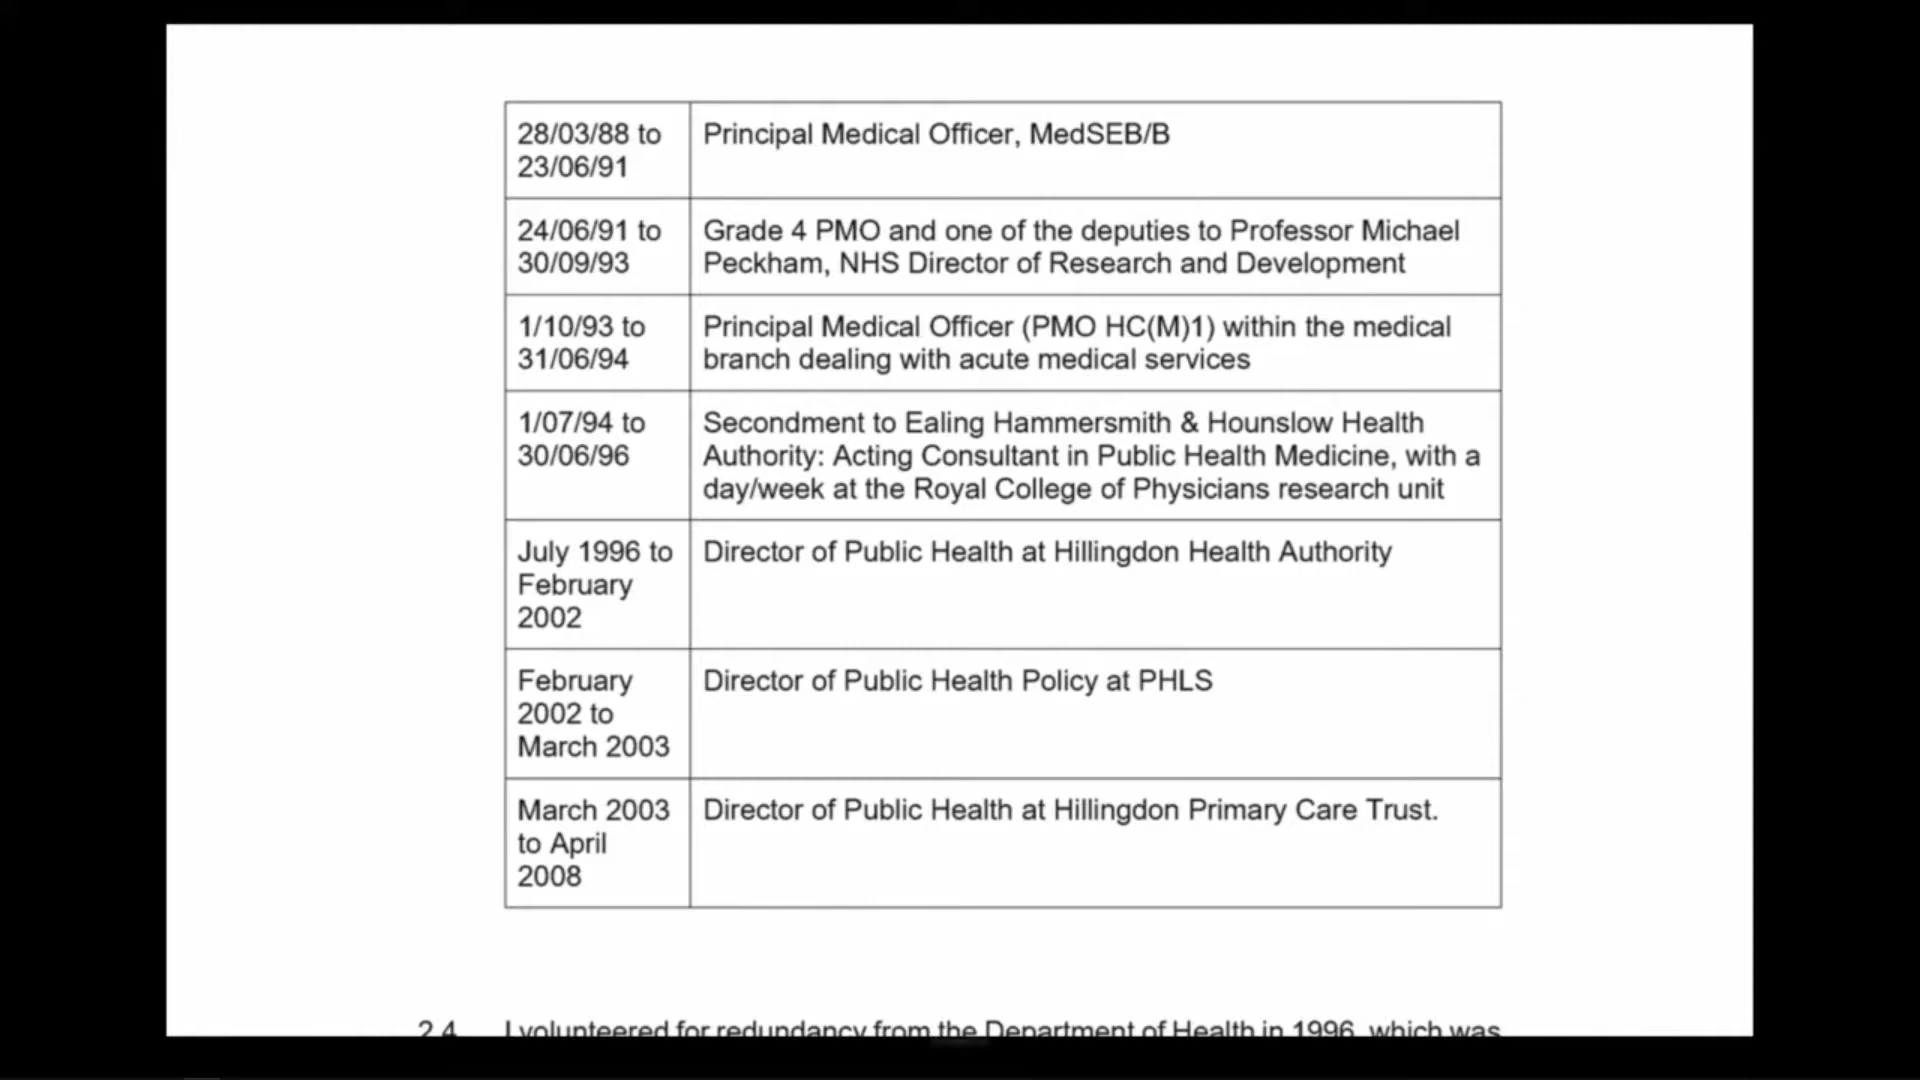 28/03/88 to
23/06/91
Principal Medical Officer, MedSEB/B
24/06/91 to
30/09/93
Grade 4 PMO and one of the deputies to Professor Michael
Peckham, NHS Director of Research and Development
1/10/93 to
31/06/94
Principal Medical Officer (PMO HC(M)1) within the medical
branch dealing with acute medical services
1/07/94 to
30/06/96
Secondment to Ealing Hammersmith & Hounslow Health
Authority: Acting Consultant in Public Health Medicine, with a
day/week at the Royal College of Physicians research unit
July 1996 to
February
2002
Director of Public Health at Hillingdon Health Authority
February
2002 to
March 2003
Director of Public Health Policy at PHLS
March 2003
to April
2008
Director of Public Health at Hillingdon Primary Care Trust.
2.4 I volunteered for redundancy from the Department of Health in 1996, which was